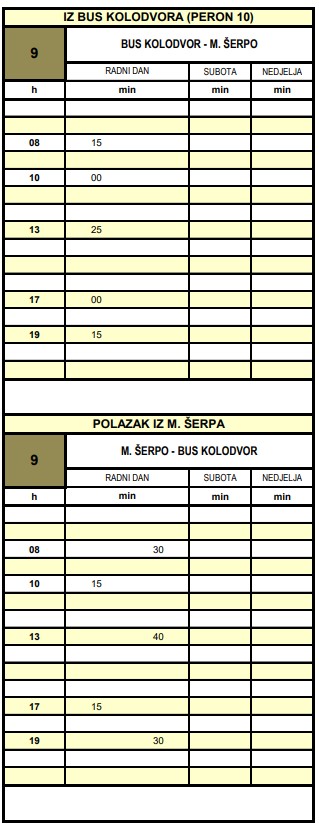 IZ BUS KOLODVORA (PERON 10)
9 BUS KOLODVOR - M. ŠERPO
RADNI DAN SUBOTA NEDJELJA
h min min min
08 15
10 00
13 25
17 00
19 15
POLAZAK IZ M. ŠERPA
9 M. ŠERPO - BUS KOLODVOR
RADNI DAN SUBOTA NEDJELJA
h min min min
08 30
10 15
13 40
17 15
19 30